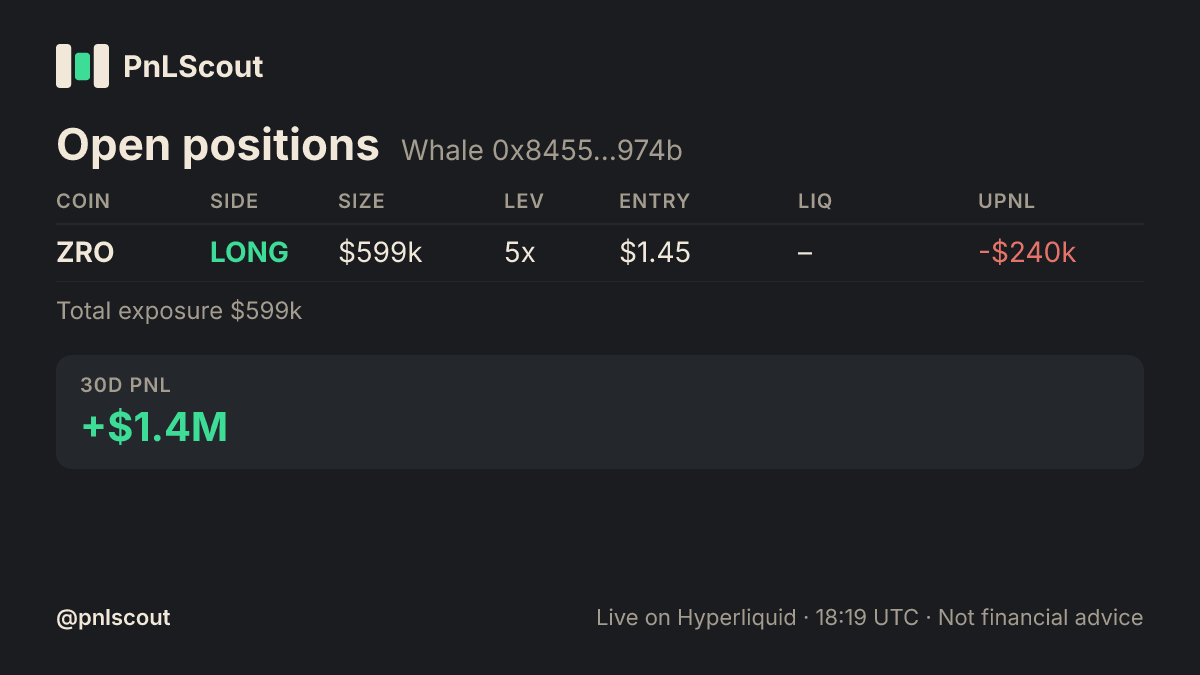 PnLScout
Open positions Whale 0x8455...974b
COIN SIDE SIZE LEV ENTRY LIQ UPNL
ZRO LONG $599k 5x $1.45 – -$240k
Total exposure $599k
30D PNL
+$1.4M
@pnlscout Live on Hyperliquid · 18:19 UTC · Not financial advice